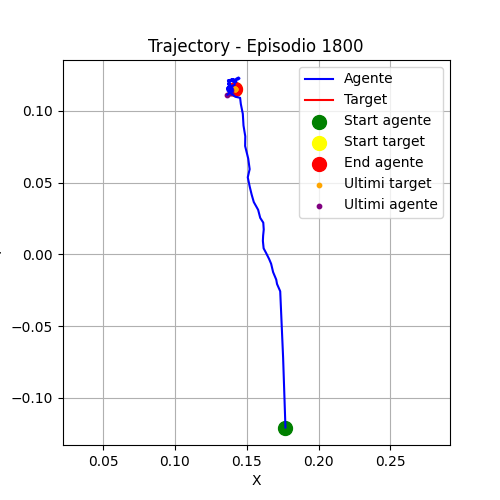 Trajectory - Episodio 1800
Agente
Target
Start agente
Start target
End agente
Ultimi target
Ultimi agente
0.10
0.05
0.00
−0.05
−0.10
0.05
0.10
0.15
0.20
0.25
X